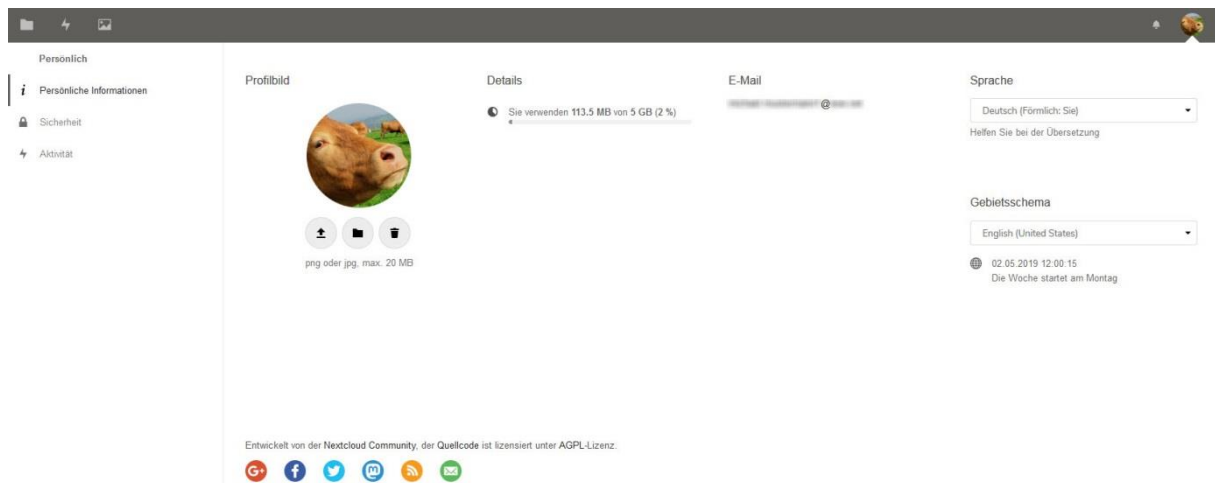 Persönlich
Persönliche Informationen
Sicherheit
Aktivität
Profilbild
png oder jpg, max. 20 MB
Details
Sie verwenden 113.5 MB von 5 GB (2 %)
E-Mail
@
Sprache
Deutsch (Förmlich: Sie)
Helfen Sie bei der Übersetzung
Gebietsschema
English (United States)
02.05.2019 12:00:15
Die Woche startet am Montag
Entwickelt von der Nextcloud Community, der Quellcode ist lizensiert unter AGPL-Lizenz.